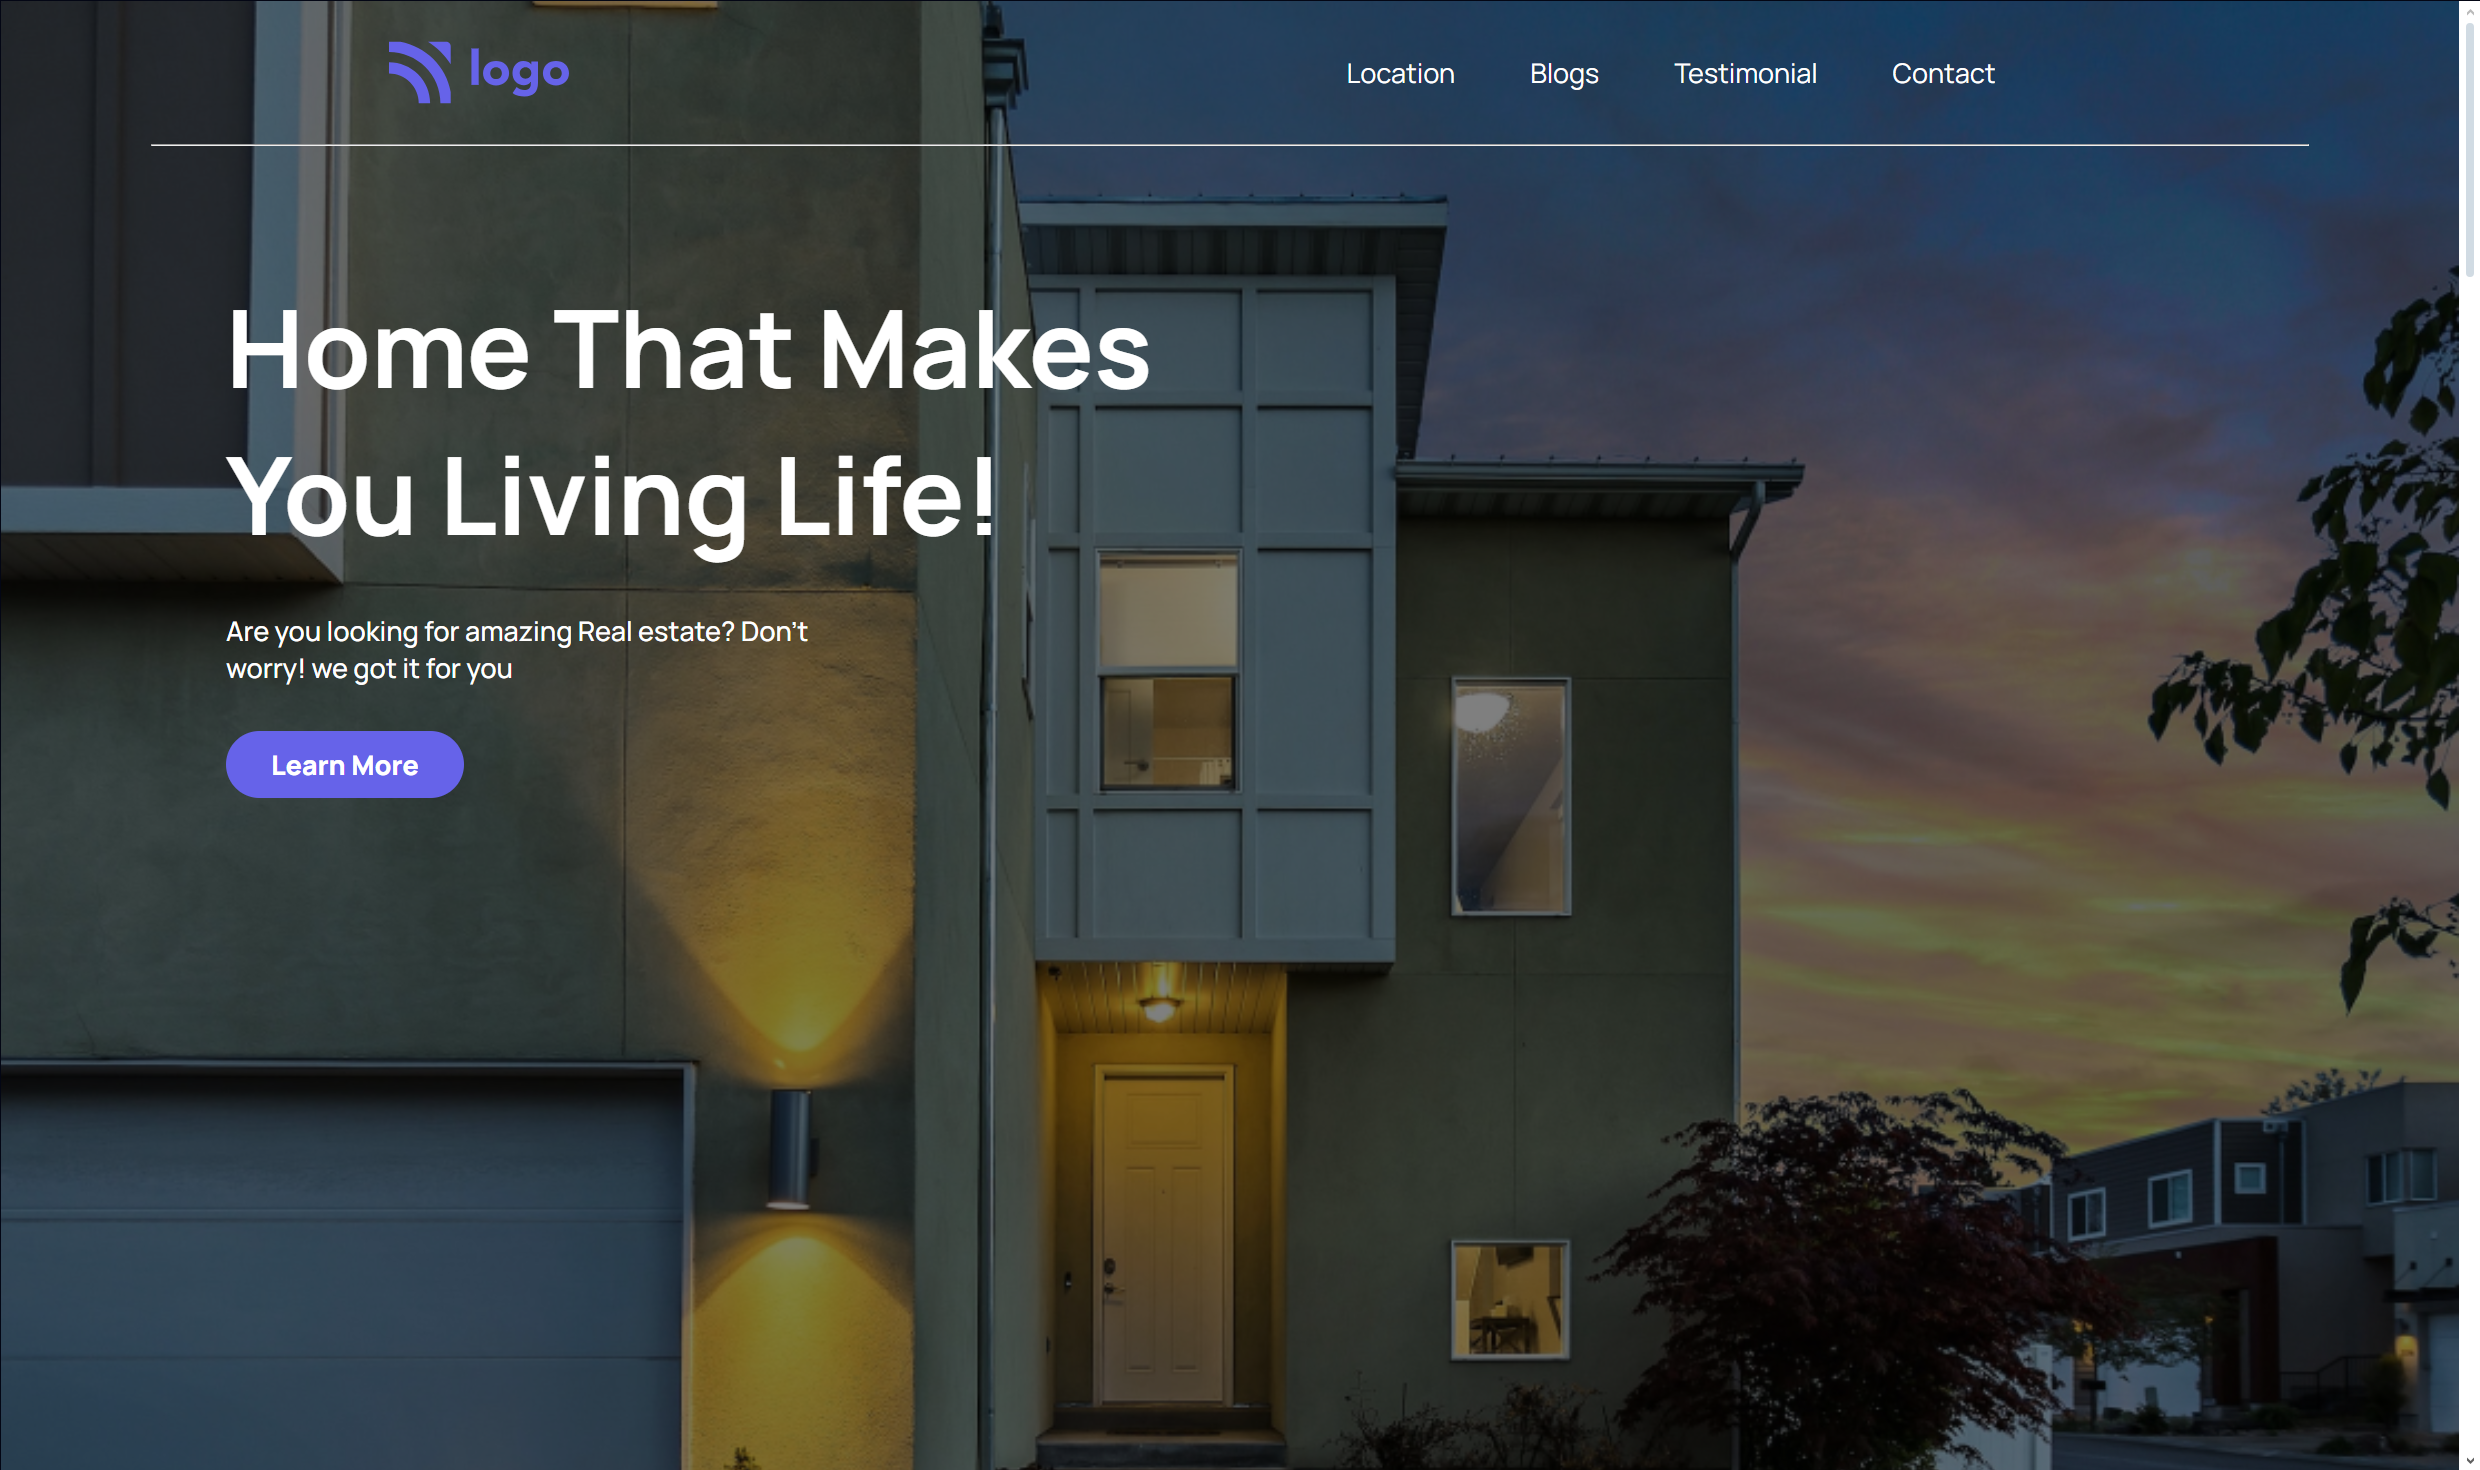 logo
Location
Blogs
Testimonial
Contact
Home That Makes
You Living Life!
Are you looking for amazing Real estate? Don't
worry! we got it for you
Learn More